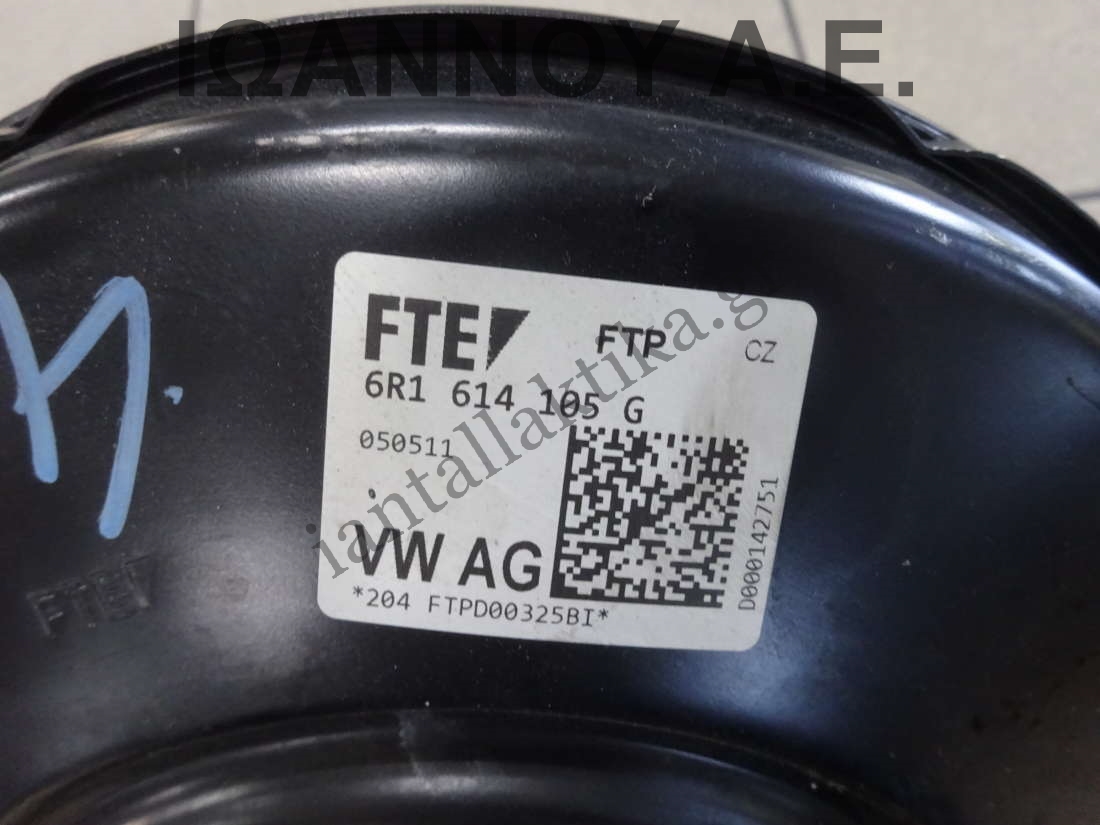 ΙΩΑΝΝΟΥ Α.Ε.
FTE FTP CZ
6R1 614 105 G
050511
VW AG
*204 FTPD00325BI*
D000142751
iantallaktika.g
FTE